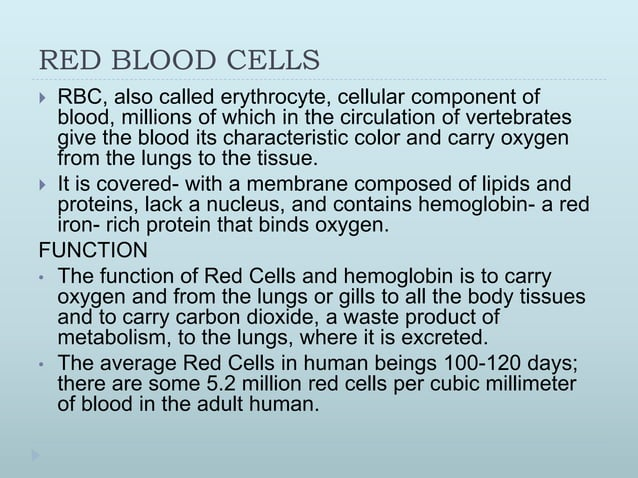 RED BLOOD CELLS
RBC, also called erythrocyte, cellular component of
blood, millions of which in the circulation of vertebrates
give the blood its characteristic color and carry oxygen
from the lungs to the tissue.
It is covered- with a membrane composed of lipids and
proteins, lack a nucleus, and contains hemoglobin- a red
iron- rich protein that binds oxygen.
FUNCTION
• The function of Red Cells and hemoglobin is to carry
oxygen and from the lungs or gills to all the body tissues
and to carry carbon dioxide, a waste product of
metabolism, to the lungs, where it is excreted.
• The average Red Cells in human beings 100-120 days;
there are some 5.2 million red cells per cubic millimeter
of blood in the adult human.